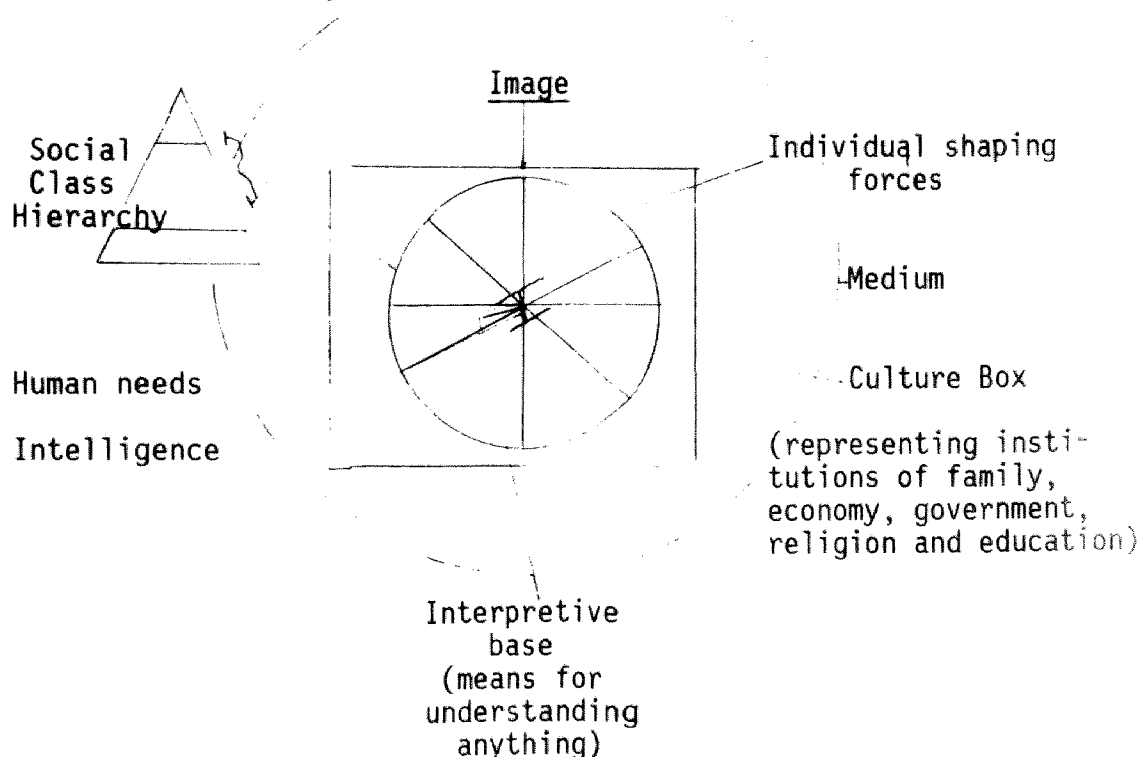 Image
Social
Class
Hierarchy
Individual shaping
forces
Medium
Human needs
Intelligence
Culture Box
(representing insti-
tutions of family,
economy, government,
religion and education)
Interpretive
base
(means for
understanding
anything)